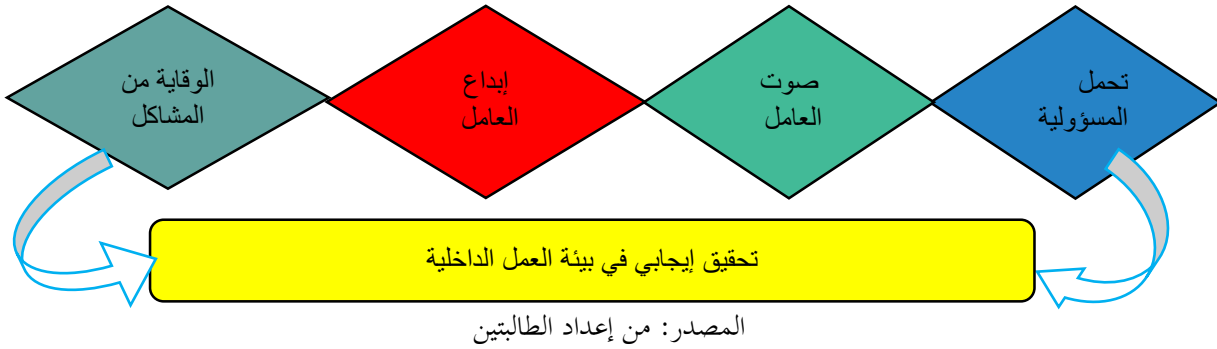 تحمل
المسؤولية
صوت
العامل
إبداع
العامل
الوقاية من
المشاكل
تحقيق إيجابي في بيئة العمل الداخلية
المصدر: من إعداد الطالبتين